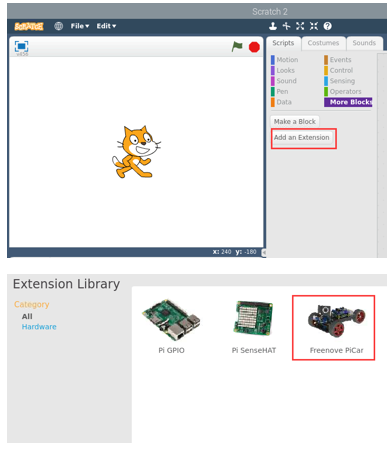 Scratch 2
SCRATCH File▾ Edit▾
Scripts Costumes Sounds
Motion Events
Looks Control
Sound Sensing
Pen Operators
Data More Blocks
Make a Block
Add an Extension
x: 240 y: -180
Extension Library
Category
All
Hardware
Pi GPIO Pi SenseHAT Freenove PiCar